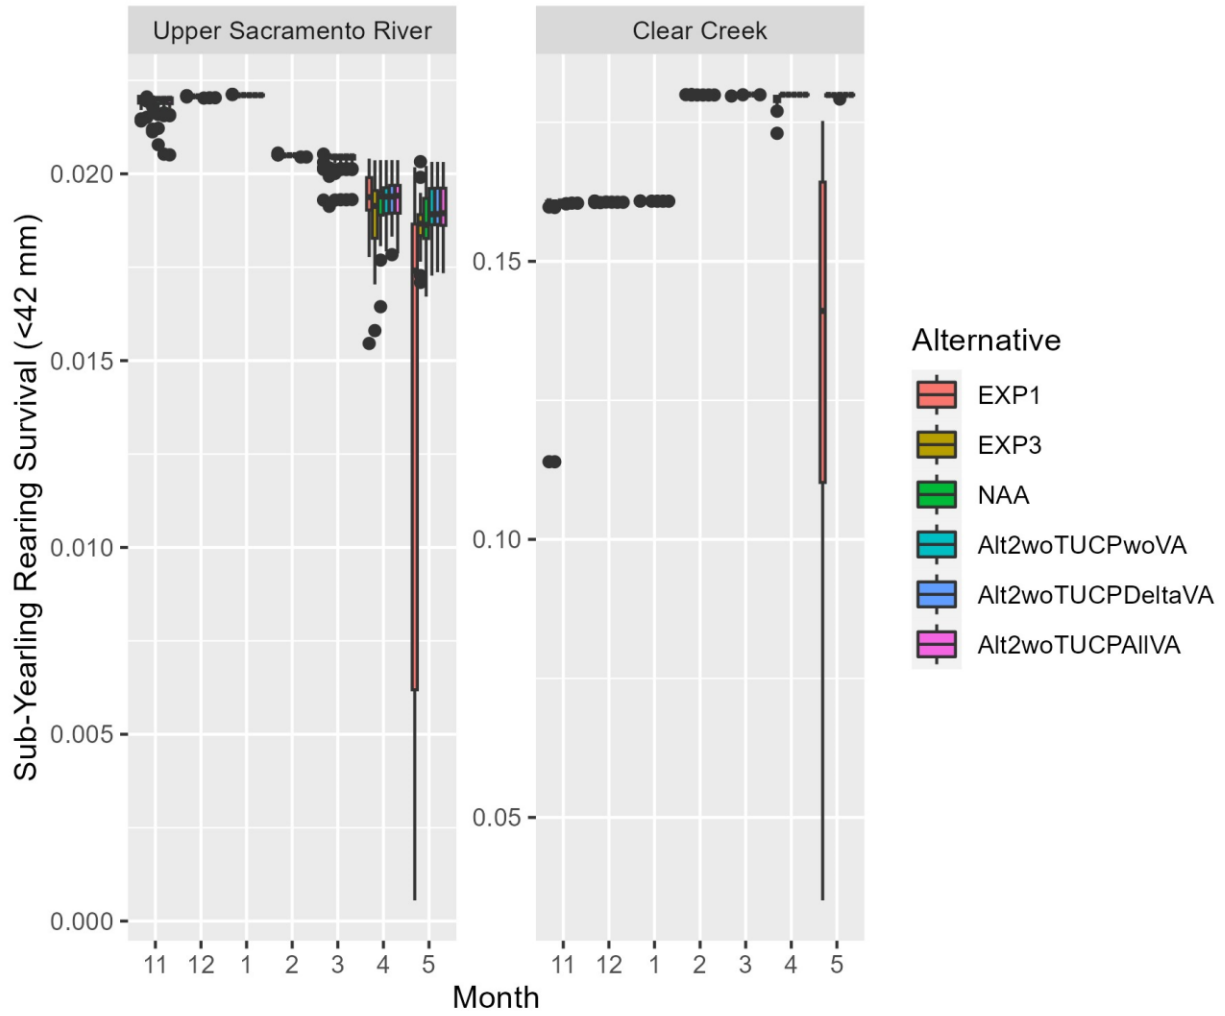 Upper Sacramento River
Clear Creek
Sub-Yearling Rearing Survival (<42 mm)
0.020
0.015
0.010
0.005
0.000
0.15
0.10
0.05
11 12 1 2 3 4 5
11 12 1 2 3 4 5
Month
Alternative
EXP1
EXP3
NAA
Alt2woTUCPwoVA
Alt2woTUCPDeltaVA
Alt2woTUCPAllVA